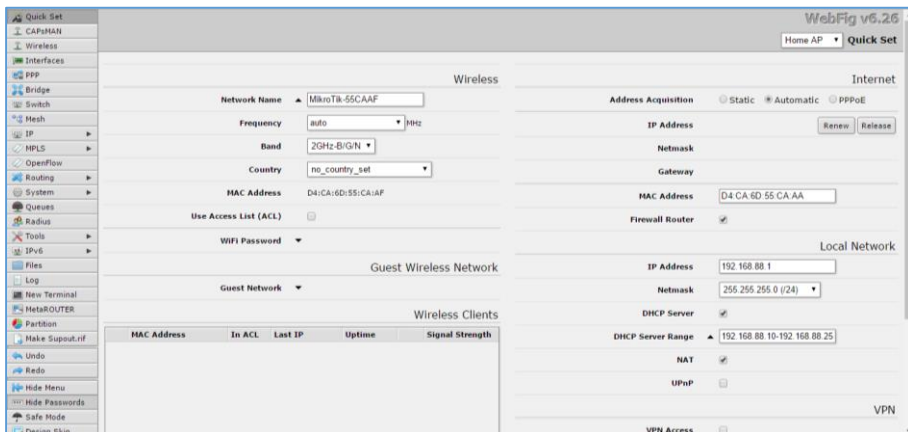 WebFig v6.26
Home AP Quick Set
Quick Set
CAPsMAN
Wireless
Interfaces
PPP
Bridge
Switch
Mesh
IP
MPLS
OpenFlow
Routing
System
Queues
Radius
Tools
IPv6
Files
Log
New Terminal
MetaROUTER
Partition
Make Supout.rif
Undo
Redo
Hide Menu
Hide Passwords
Safe Mode
Design Skin
Wireless
Network Name MikroTik-55CAAF
Frequency auto MHz
Band 2GHz-B/G/N
Country no_country_set
MAC Address D4:CA:6D:55:CA:AF
Use Access List (ACL)
WiFi Password
Guest Wireless Network
Guest Network
Wireless Clients
MAC Address In ACL Last IP Uptime Signal Strength
Internet
Address Acquisition Static Automatic PPPoE
IP Address Renew Release
Netmask
Gateway
MAC Address D4:CA:6D:55:CA:AA
Firewall Router
Local Network
IP Address 192.168.88.1
Netmask 255.255.255.0 (/24)
DHCP Server
DHCP Server Range 192.168.88.10-192.168.88.25
NAT
UPnP
VPN
VPN Access